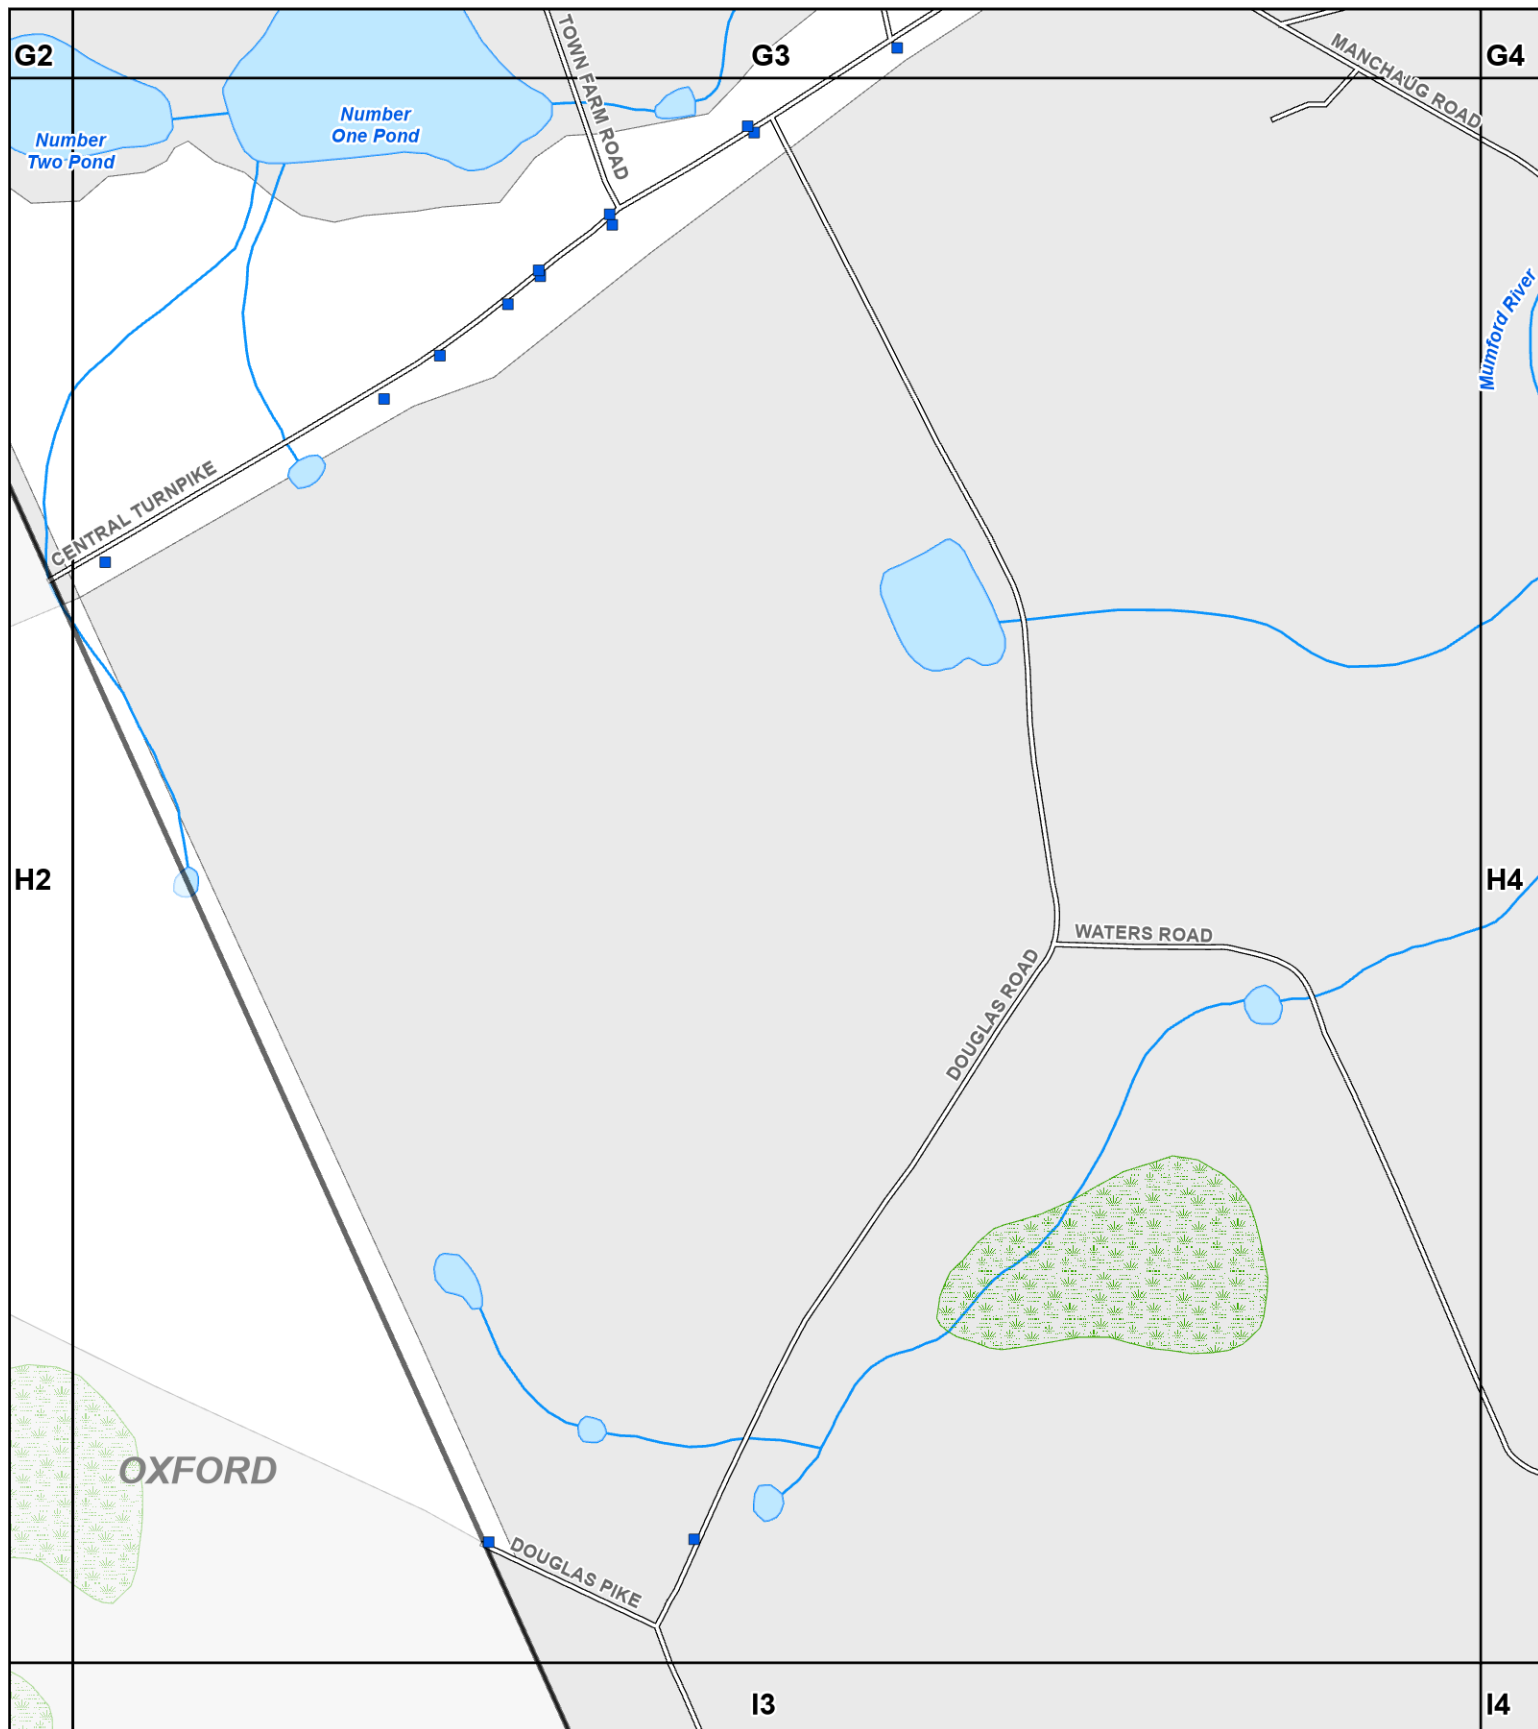 G2
G3
G4
TOWN FARM ROAD
MANCHAUG ROAD
Number
One Pond
Number
Two Pond
Mumford River
CENTRAL TURNPIKE
H2
H4
WATERS ROAD
DOUGLAS ROAD
OXFORD
DOUGLAS PIKE
I3
I4